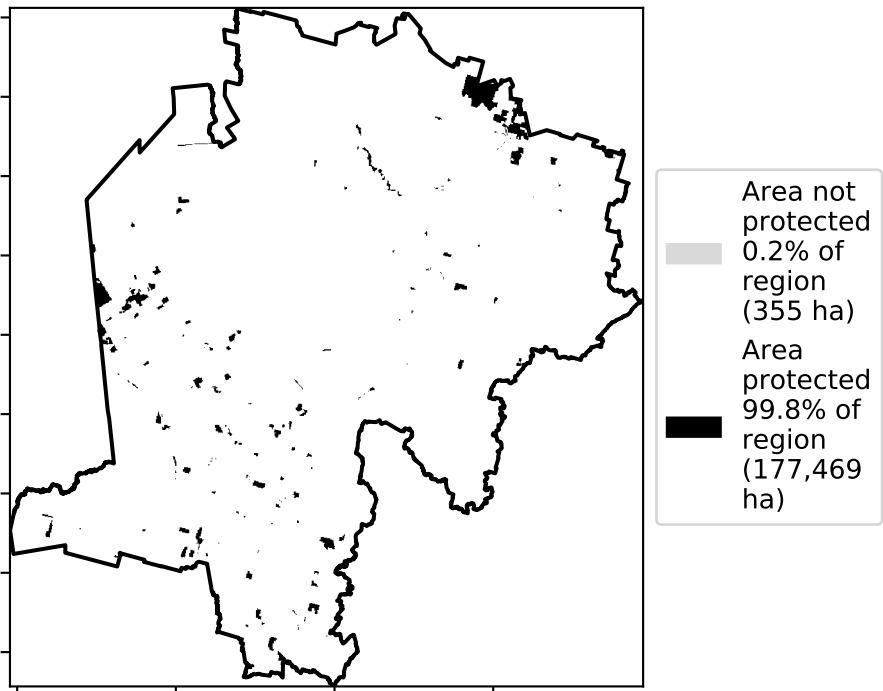 Area not
protected
0.2% of
region
(355 ha)
Area
protected
99.8% of
region
(177,469
ha)